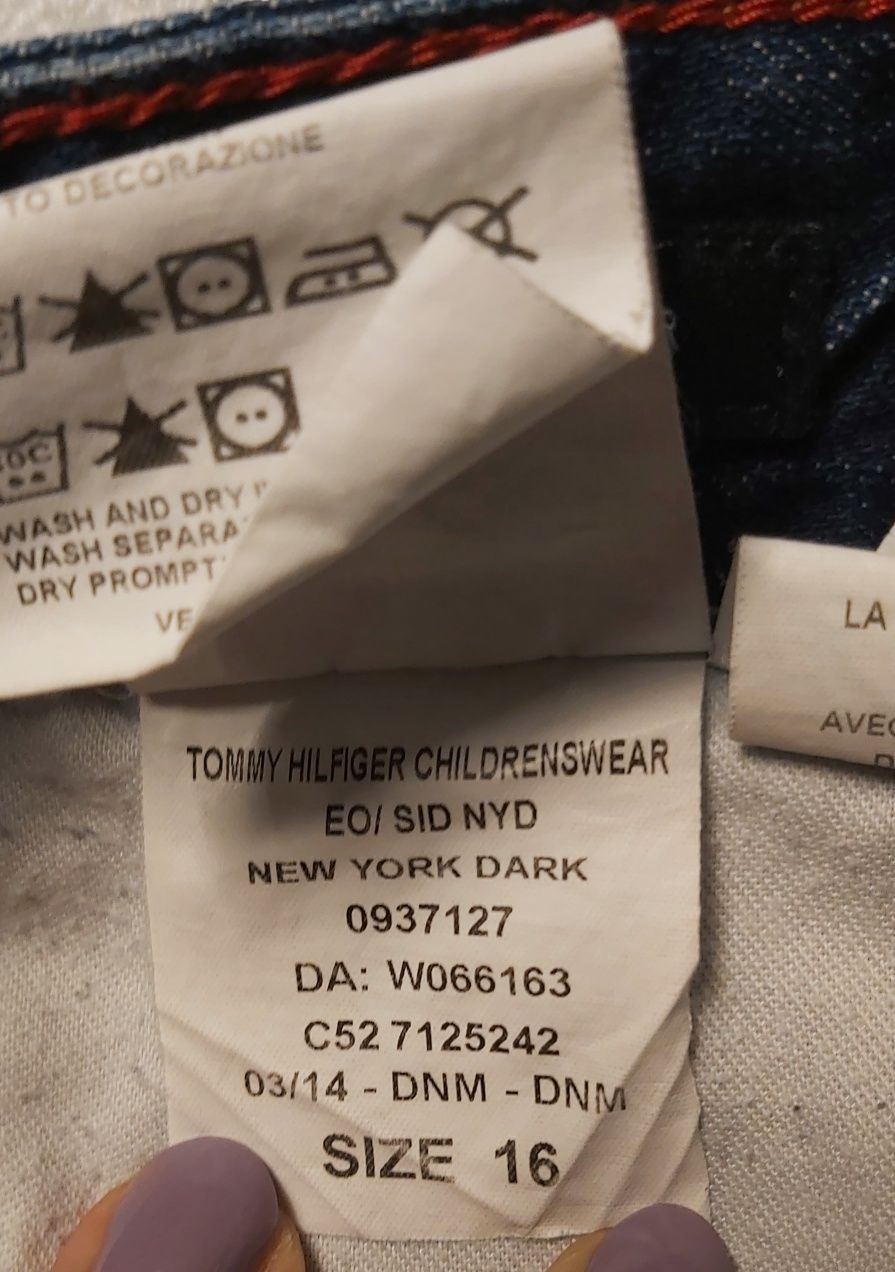 TO DECORAZIONE
0C
WASH AND DRY
WASH SEPARA
DRY PROMPT
VE
LA
AVEC
TOMMY HILFIGER CHILDRENSWEAR
EO/ SID NYD
NEW YORK DARK
0937127
DA: W066163
C52 7125242
03/14 - DNM - DNM
SIZE 16